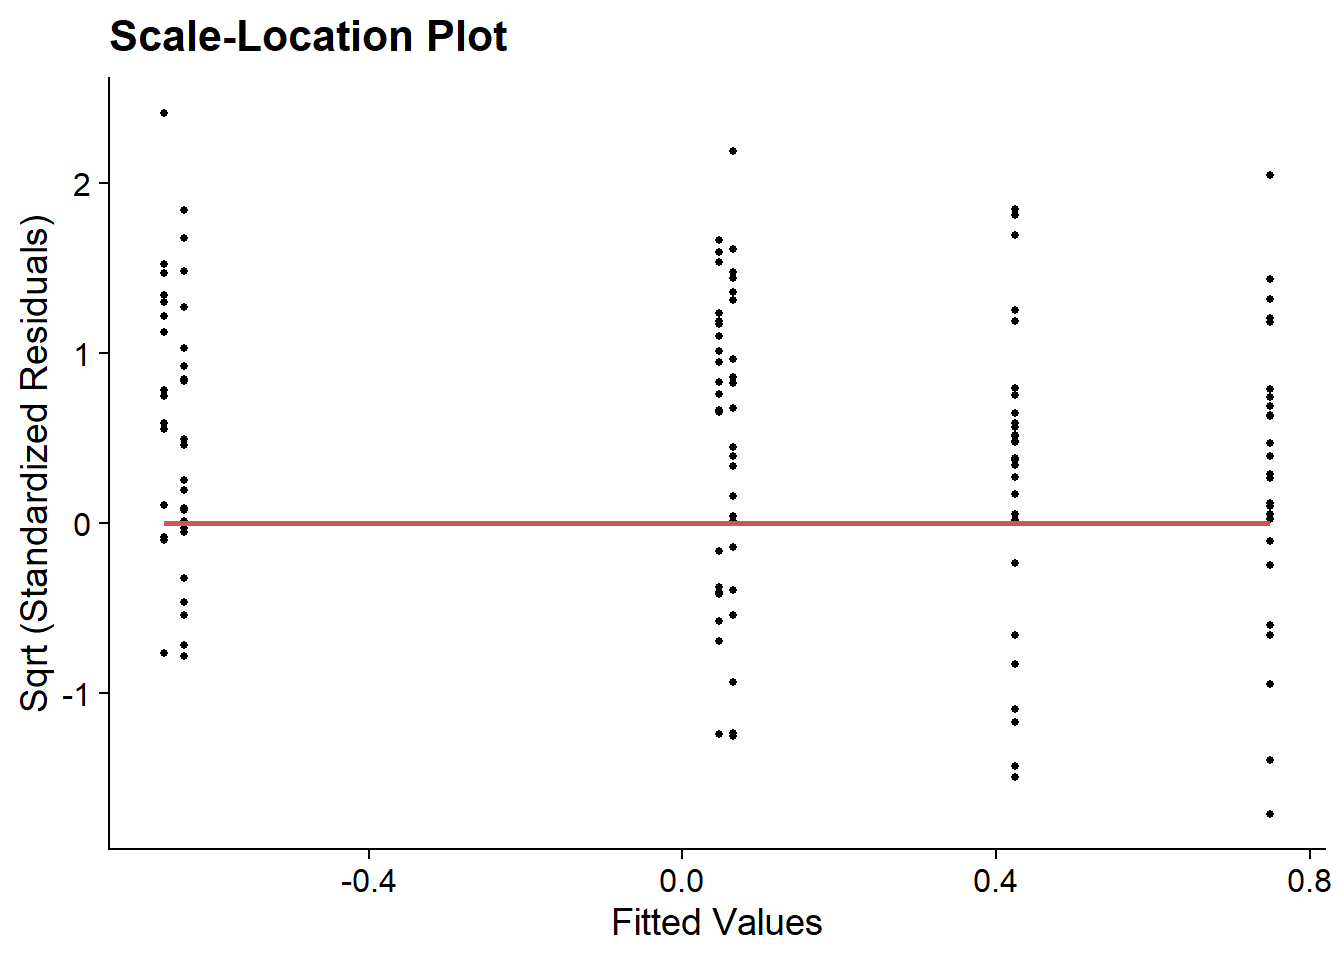 Scale-Location Plot
Sqrt (Standardized Residuals)
2
1
0
-1
-0.4
0.0
0.4
0.8
Fitted Values